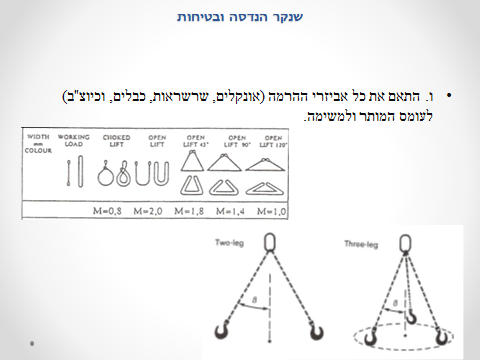 שנקר הנדסה ובטיחות
• ו. התאם את כל אביזרי ההרמה (אונקלים, שרשראות, כבלים, וכיוצ"ב)
לעומס המותר ולמשימה.
WIDTH mm COLOUR
WORKING LOAD
CHOKED LIFT
OPEN LIFT
OPEN LIFT 45°
OPEN LIFT 90°
OPEN LIFT 120°
M=0,8 M=2,0 M=1,8 M=1,4 M=1,0
Two-leg
Three-leg
β
β